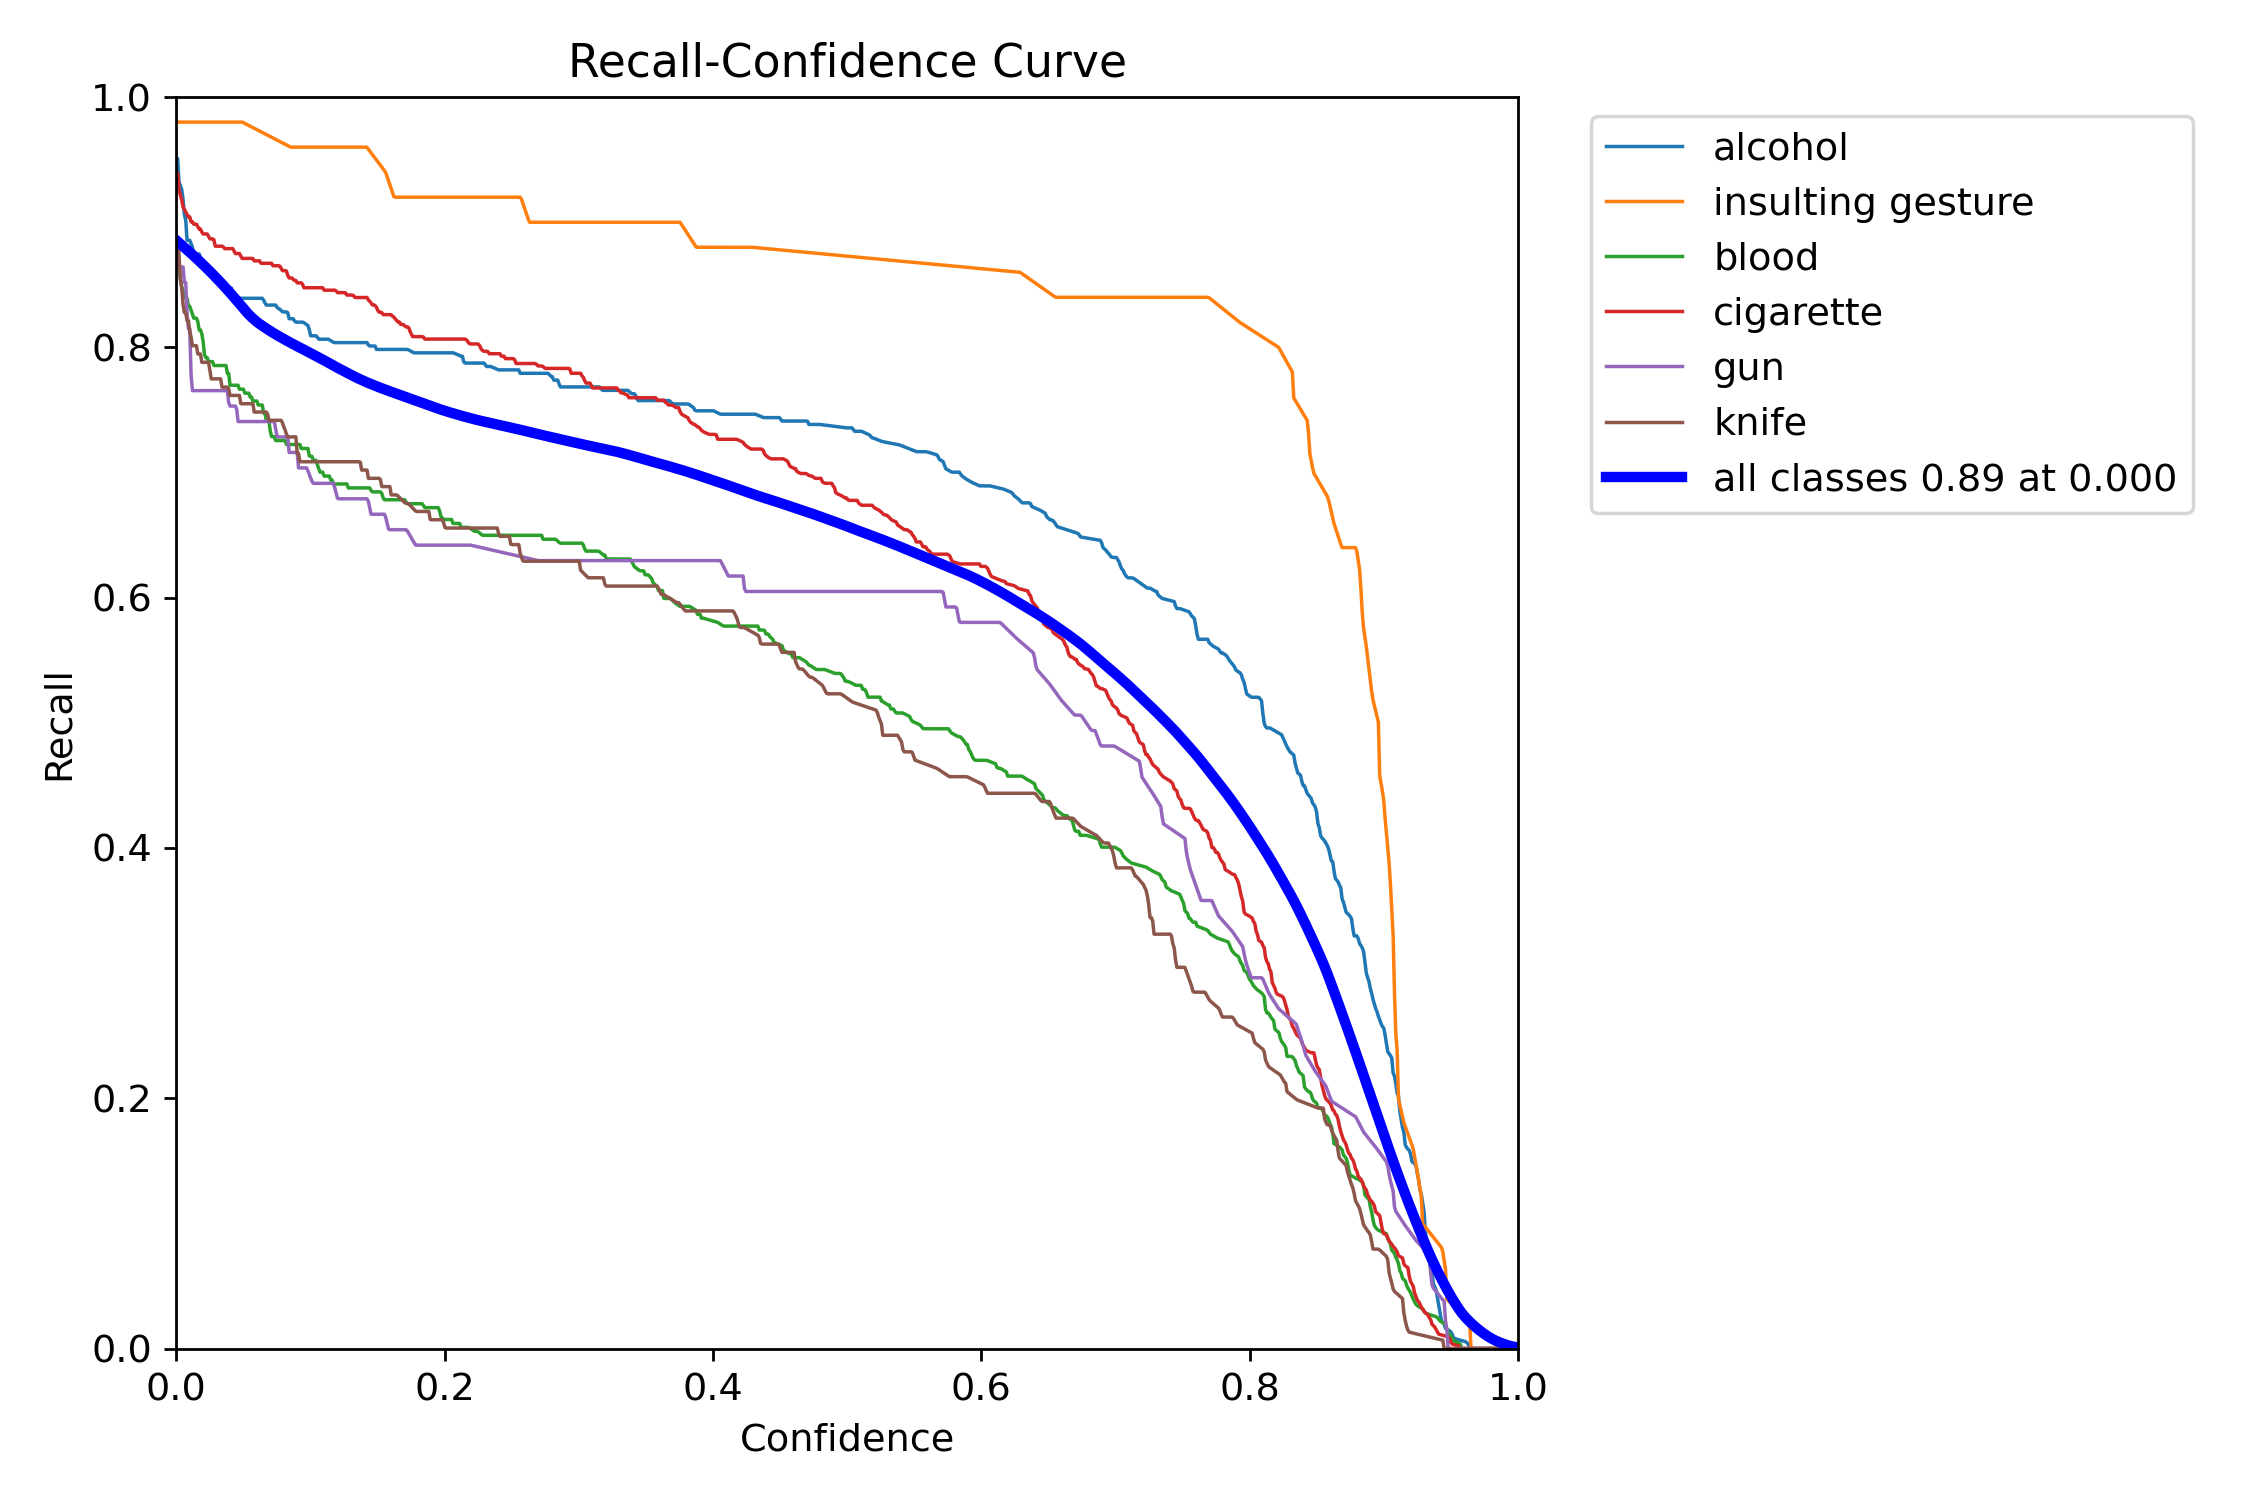 Recall-Confidence Curve
1.0
0.8
0.6
0.4
0.2
0.0
Recall
0.0 0.2 0.4 0.6 0.8 1.0
Confidence
alcohol
insulting gesture
blood
cigarette
gun
knife
all classes 0.89 at 0.000